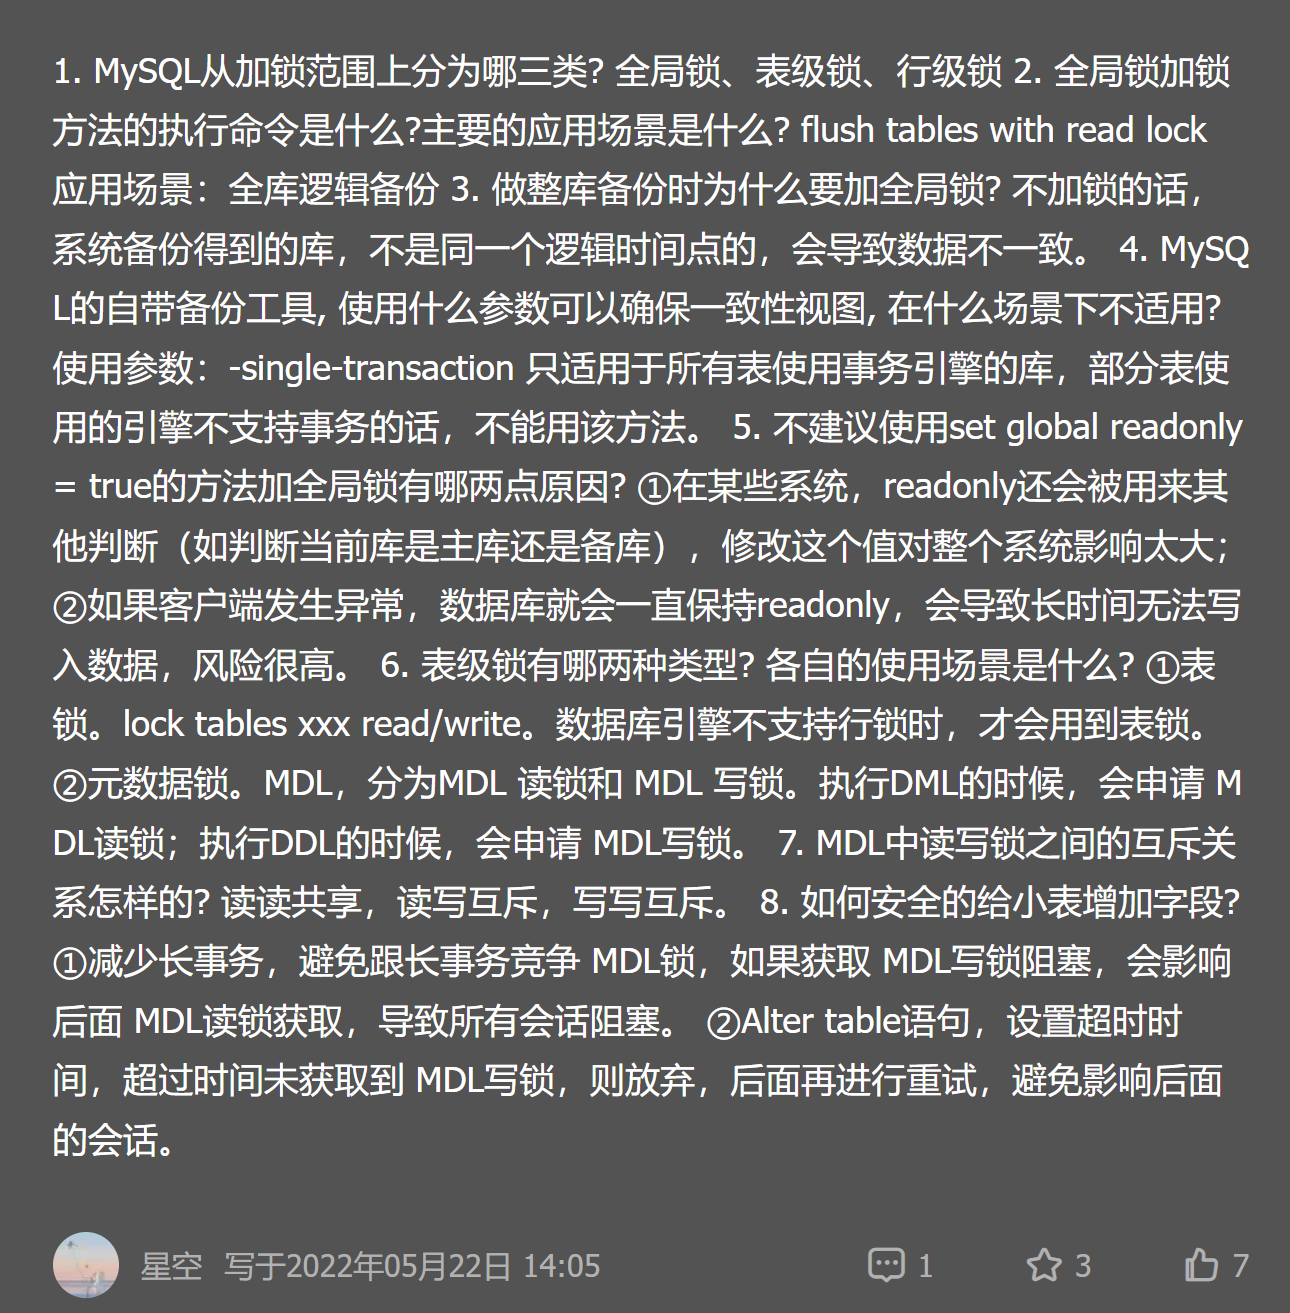 1. MySQL从加锁范围上分为哪三类? 全局锁、表级锁、行级锁 2. 全局锁加锁
方法的执行命令是什么?主要的应用场景是什么? flush tables with read lock
应用场景：全库逻辑备份 3. 做整库备份时为什么要加全局锁? 不加锁的话，
系统备份得到的库，不是同一个逻辑时间点的，会导致数据不一致。 4. MySQ
L的自带备份工具, 使用什么参数可以确保一致性视图, 在什么场景下不适用?
使用参数：-single-transaction 只适用于所有表使用事务引擎的库，部分表使
用的引擎不支持事务的话，不能用该方法。 5. 不建议使用set global readonly
= true的方法加全局锁有哪两点原因? ①在某些系统，readonly还会被用来其
他判断（如判断当前库是主库还是备库），修改这个值对整个系统影响太大；
②如果客户端发生异常，数据库就会一直保持readonly，会导致长时间无法写
入数据，风险很高。 6. 表级锁有哪两种类型? 各自的使用场景是什么? ①表
锁。lock tables xxx read/write。数据库引擎不支持行锁时，才会用到表锁。
②元数据锁。MDL，分为MDL 读锁和 MDL 写锁。执行DML的时候，会申请 M
DL读锁；执行DDL的时候，会申请 MDL写锁。 7. MDL中读写锁之间的互斥关
系怎样的? 读读共享，读写互斥，写写互斥。 8. 如何安全的给小表增加字段?
①减少长事务，避免跟长事务竞争 MDL锁，如果获取 MDL写锁阻塞，会影响
后面 MDL读锁获取，导致所有会话阻塞。 ②Alter table语句，设置超时时
间，超过时间未获取到 MDL写锁，则放弃，后面再进行重试，避免影响后面
的会话。
星空 写于2022年05月22日 14:05 1 3 7